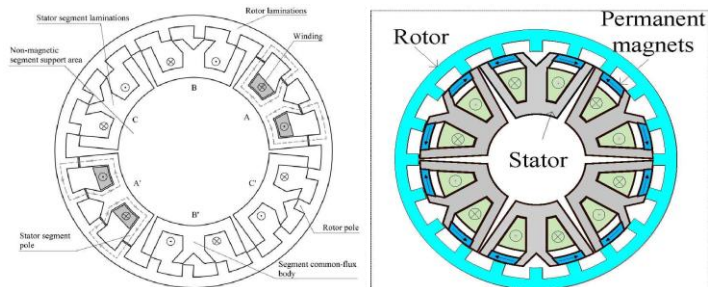 Stator segment laminations
Rotor laminations
Non-magnetic
segment support area
Winding
B
A
C
A'
C'
B'
Stator segment
pole
Rotor pole
Segment common-flux
body
Rotor
Permanent
magnets
Stator